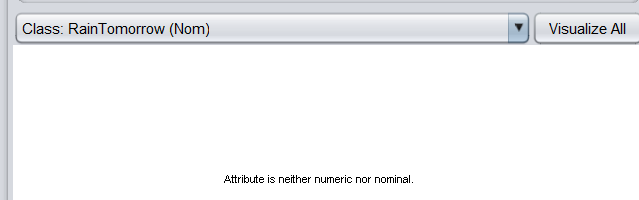 Class: RainTomorrow (Nom) Visualize All
Attribute is neither numeric nor nominal.